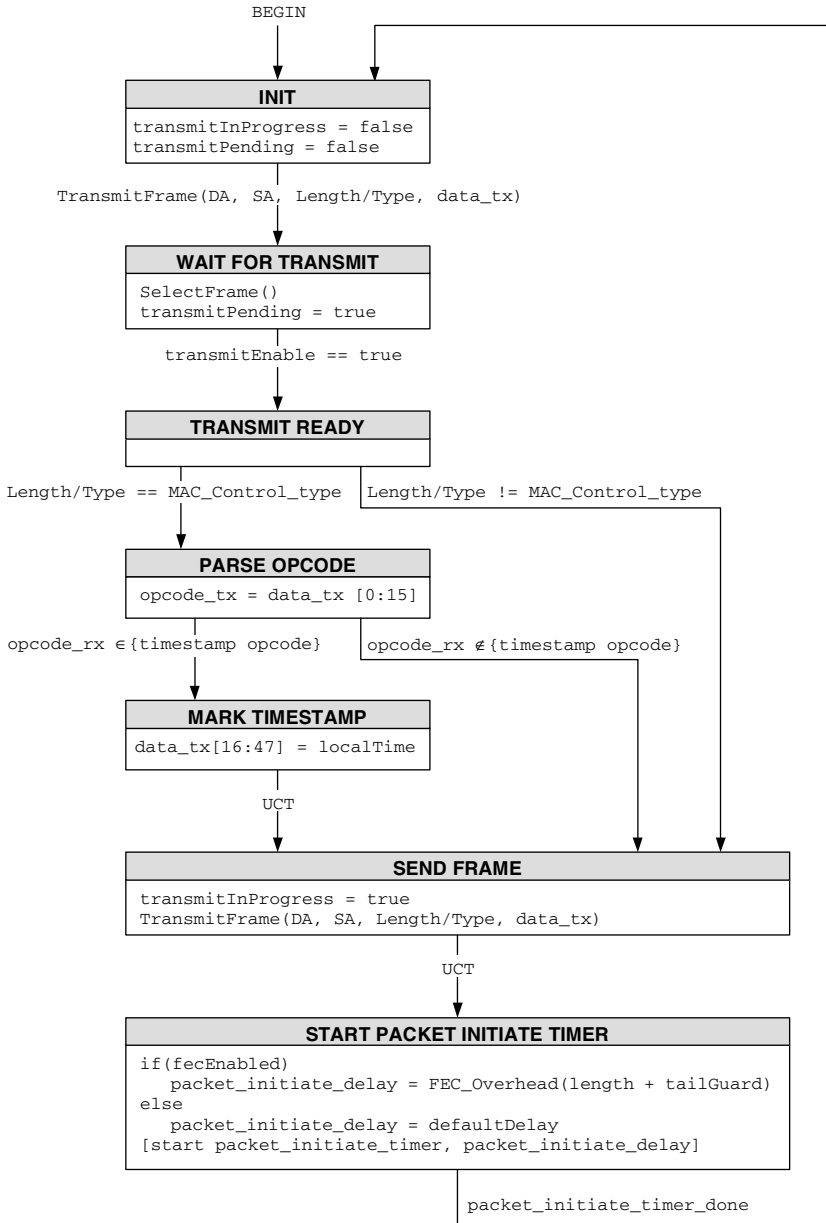 BEGIN
INIT
transmitInProgress = false
transmitPending = false
TransmitFrame(DA, SA, Length/Type, data_tx)
WAIT FOR TRANSMIT
SelectFrame()
transmitPending = true
transmitEnable == true
TRANSMIT READY
Length/Type == MAC_Control_type
Length/Type != MAC_Control_type
PARSE OPCODE
opcode_tx = data_tx [0:15]
opcode_rx ∈{timestamp opcode}
opcode_rx ∉{timestamp opcode}
MARK TIMESTAMP
data_tx[16:47] = localTime
UCT
SEND FRAME
transmitInProgress = true
TransmitFrame(DA, SA, Length/Type, data_tx)
UCT
START PACKET INITIATE TIMER
if(fecEnabled)
packet_initiate_delay = FEC_Overhead(length + tailGuard)
else
packet_initiate_delay = defaultDelay
[start packet_initiate_timer, packet_initiate_delay]
packet_initiate_timer_done